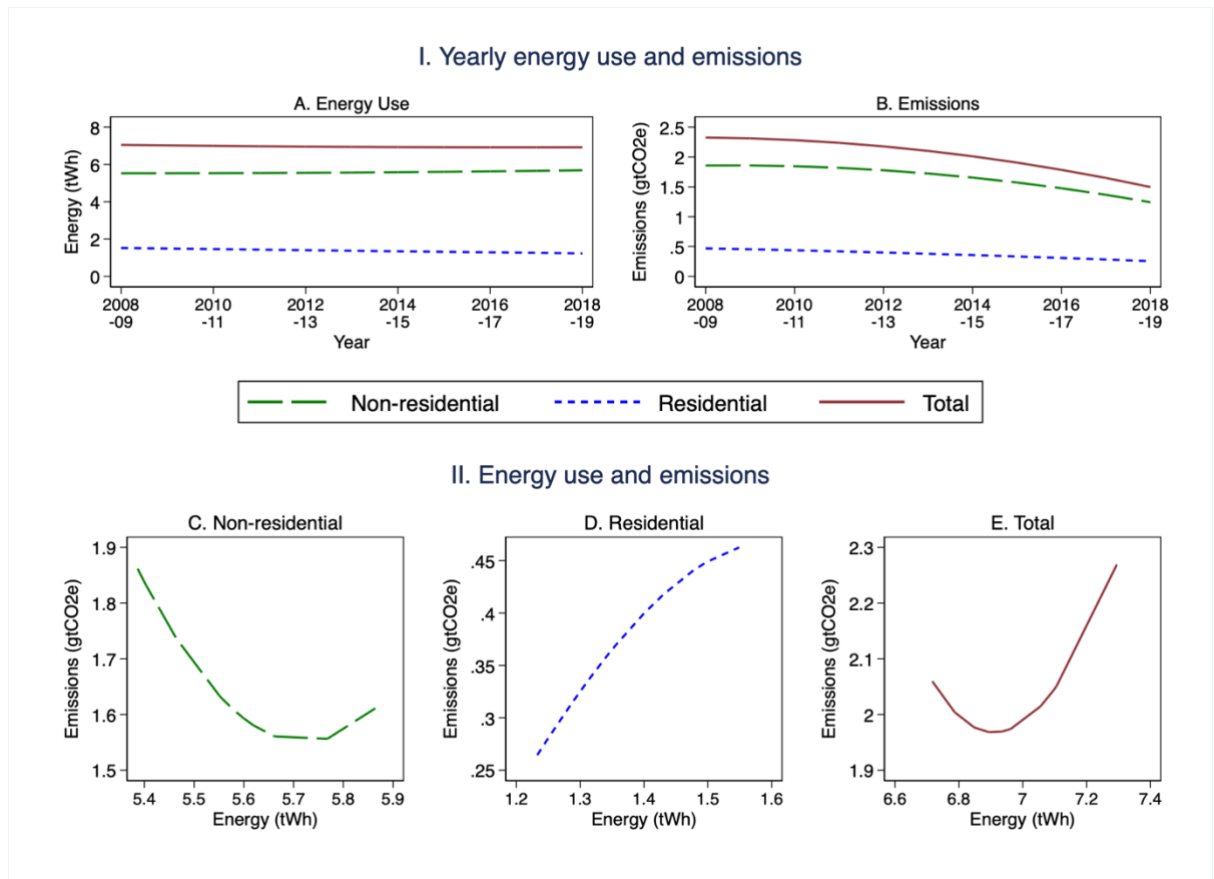 I. Yearly energy use and emissions
A. Energy Use
Energy (tWh)
8
6
4
2
0
2008 2010 2012 2014 2016 2018
-09 -11 -13 -15 -17 -19
Year
B. Emissions
Emissions (gtCO2e)
2.5
2
1.5
1
.5
0
2008 2010 2012 2014 2016 2018
-09 -11 -13 -15 -17 -19
Year
Non-residential Residential Total
II. Energy use and emissions
C. Non-residential
Emissions (gtCO2e)
1.9
1.8
1.7
1.6
1.5
5.4 5.5 5.6 5.7 5.8 5.9
Energy (tWh)
D. Residential
Emissions (gtCO2e)
.45
.4
.35
.3
.25
1.2 1.3 1.4 1.5 1.6
Energy (tWh)
E. Total
Emissions (gtCO2e)
2.3
2.2
2.1
2
1.9
6.6 6.8 7 7.2 7.4
Energy (tWh)